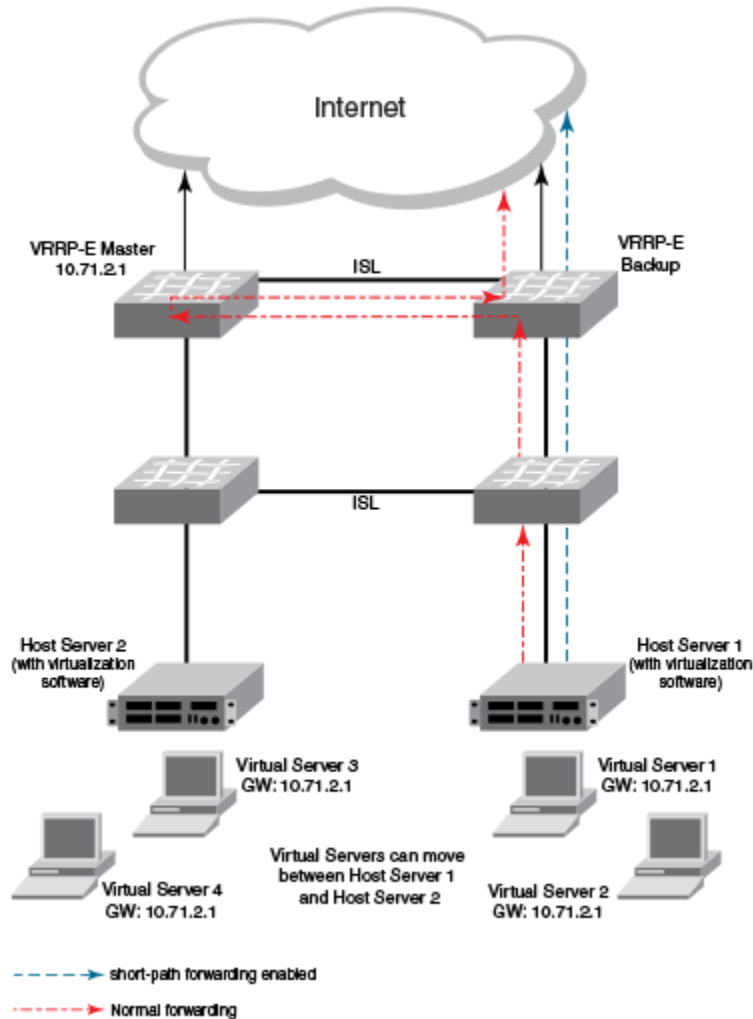 Internet
VRRP-E Master
10.71.2.1
ISL
VRRP-E
Backup
ISL
Host Server 2
(with virtualization
software)
Host Server 1
(with virtualization
software)
Virtual Server 3
GW: 10.71.2.1
Virtual Server 1
GW: 10.71.2.1
Virtual Servers can move
between Host Server 1
and Host Server 2
Virtual Server 4
GW: 10.71.2.1
Virtual Server 2
GW: 10.71.2.1
short-path forwarding enabled
Normal forwarding